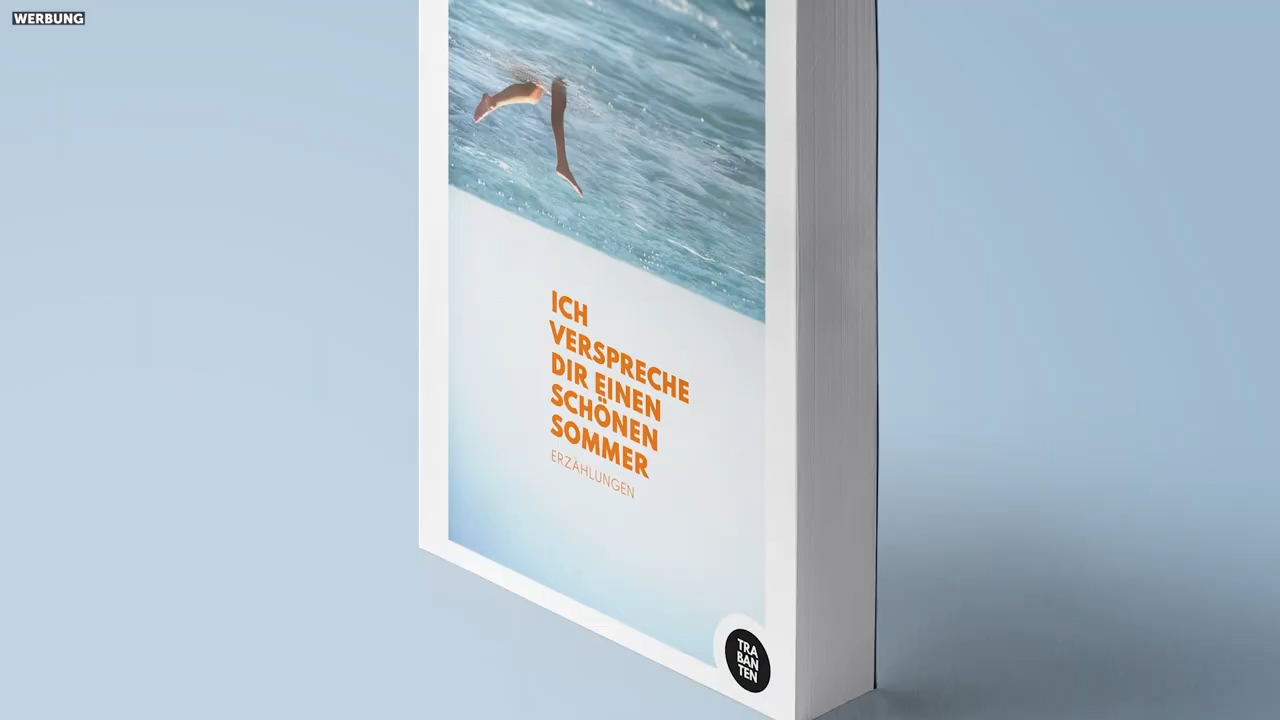 WERBUNG
ICH
VERSPRECHE
DIR EINEN
SCHÖNEN
SOMMER
ERZÄHLUNGEN
TRA
BAN
TEN